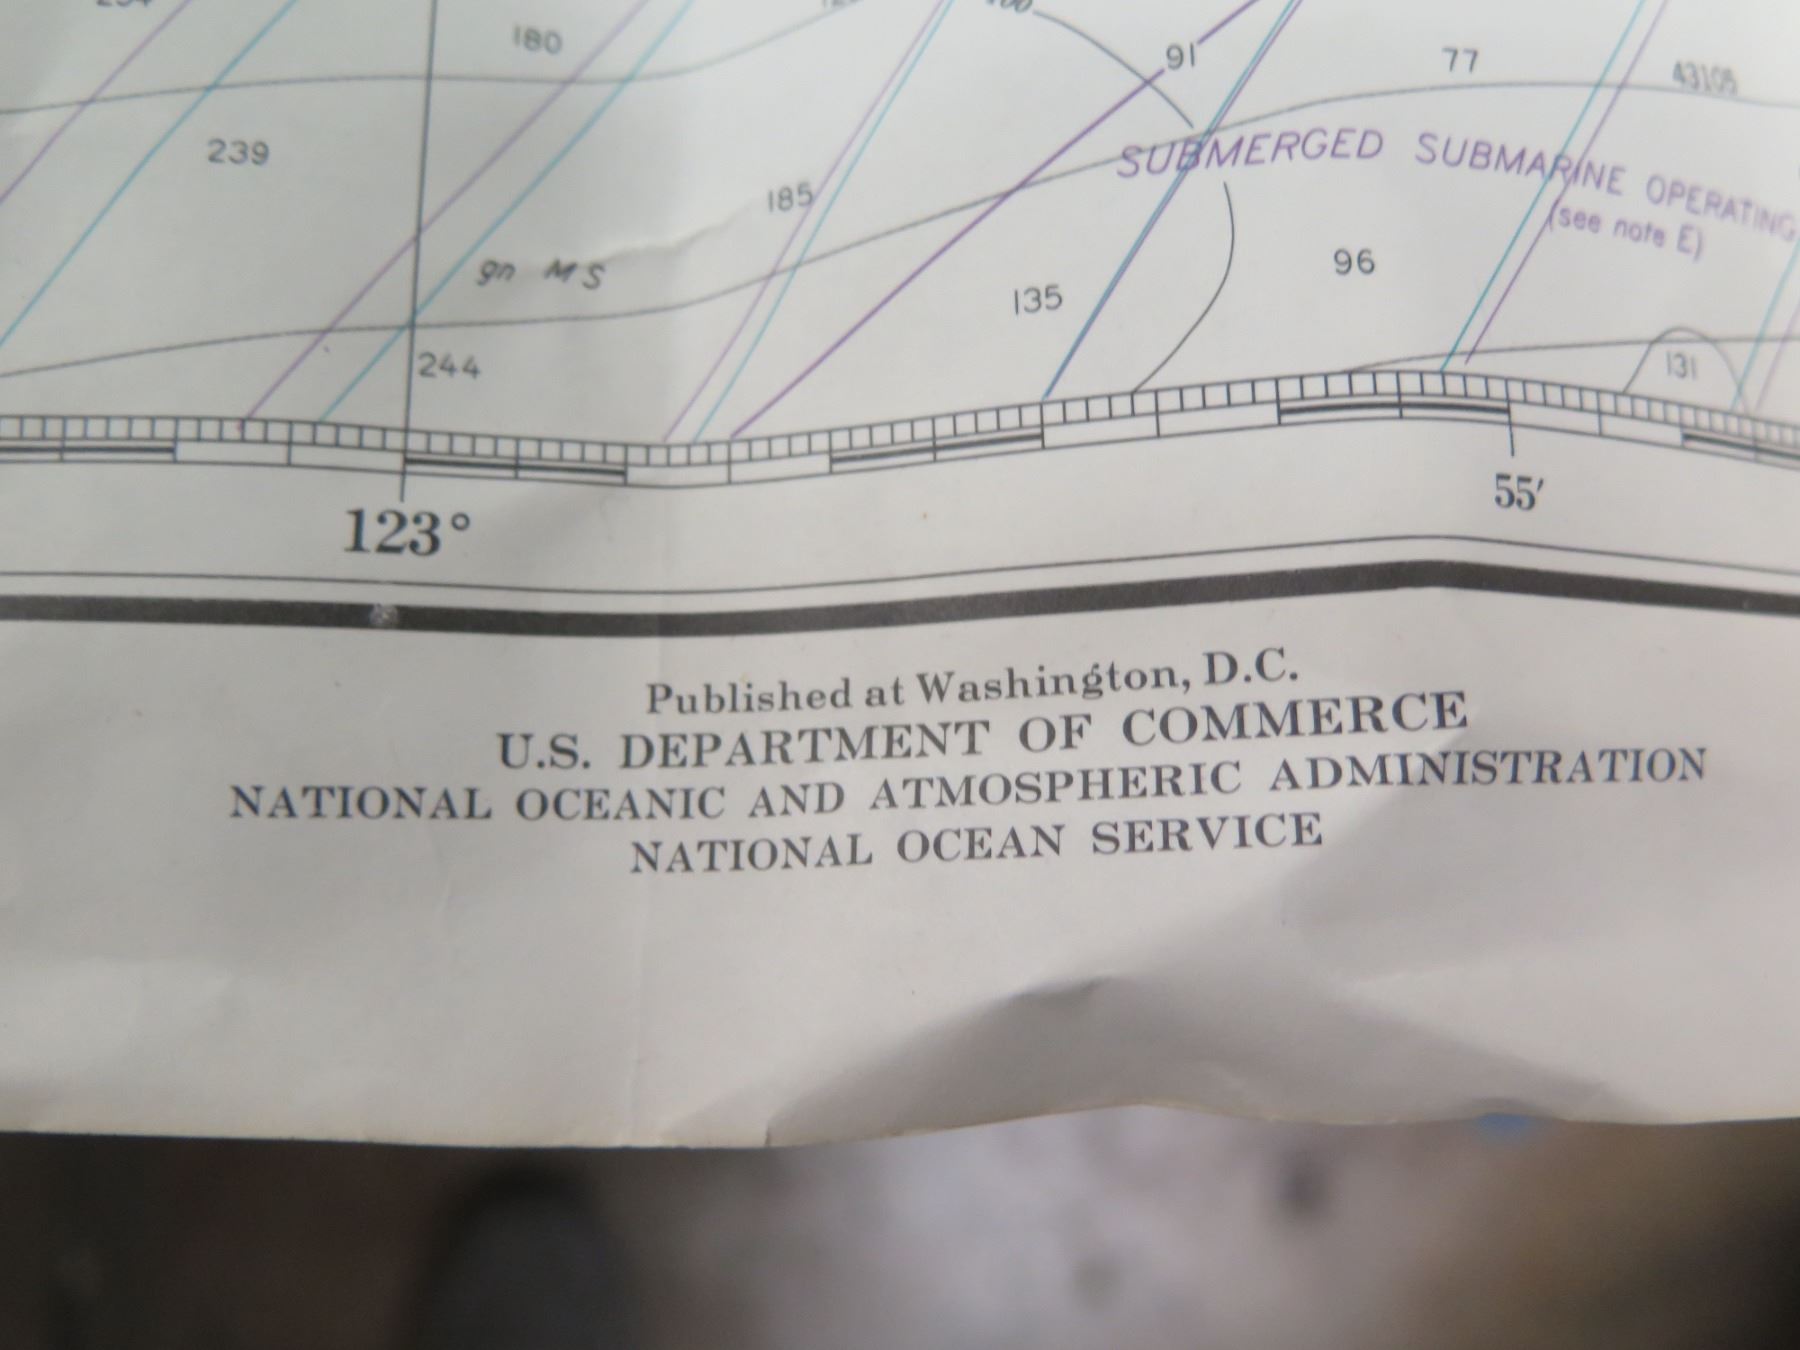 180
91
77
43105
239
SUBMERGED SUBMARINE OPERATING
(see note E)
185
gn M S
96
135
244
131
123°
55′
Published at Washington, D.C.
U.S. DEPARTMENT OF COMMERCE
NATIONAL OCEANIC AND ATMOSPHERIC ADMINISTRATION
NATIONAL OCEAN SERVICE